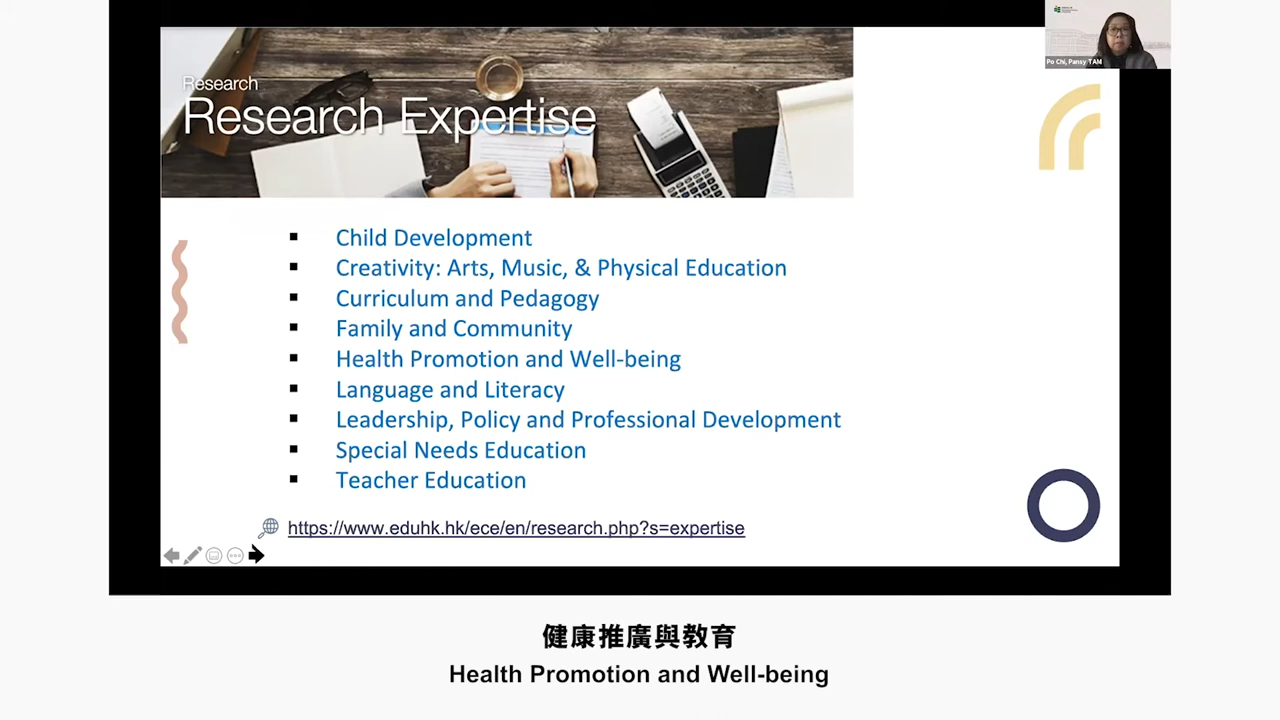 Po Chi, Pansy TAM
Research
Research Expertise
▪ Child Development
▪ Creativity: Arts, Music, & Physical Education
▪ Curriculum and Pedagogy
▪ Family and Community
▪ Health Promotion and Well-being
▪ Language and Literacy
▪ Leadership, Policy and Professional Development
▪ Special Needs Education
▪ Teacher Education
https://www.eduhk.hk/ece/en/research.php?s=expertise
健康推廣與教育
Health Promotion and Well-being